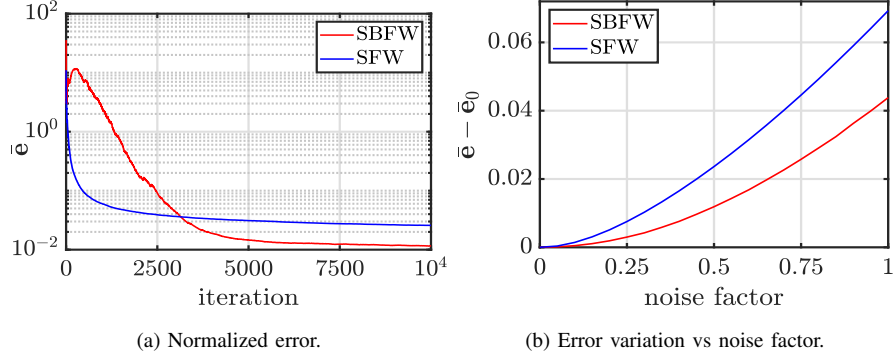 10^2
10^0
10^{-2}
ē
0
2500
5000
7500
10^4
iteration
SBFW
SFW
(a) Normalized error.
0.06
0.04
0.02
0
ē − ē_0
0
0.25
0.5
0.75
1
noise factor
SBFW
SFW
(b) Error variation vs noise factor.